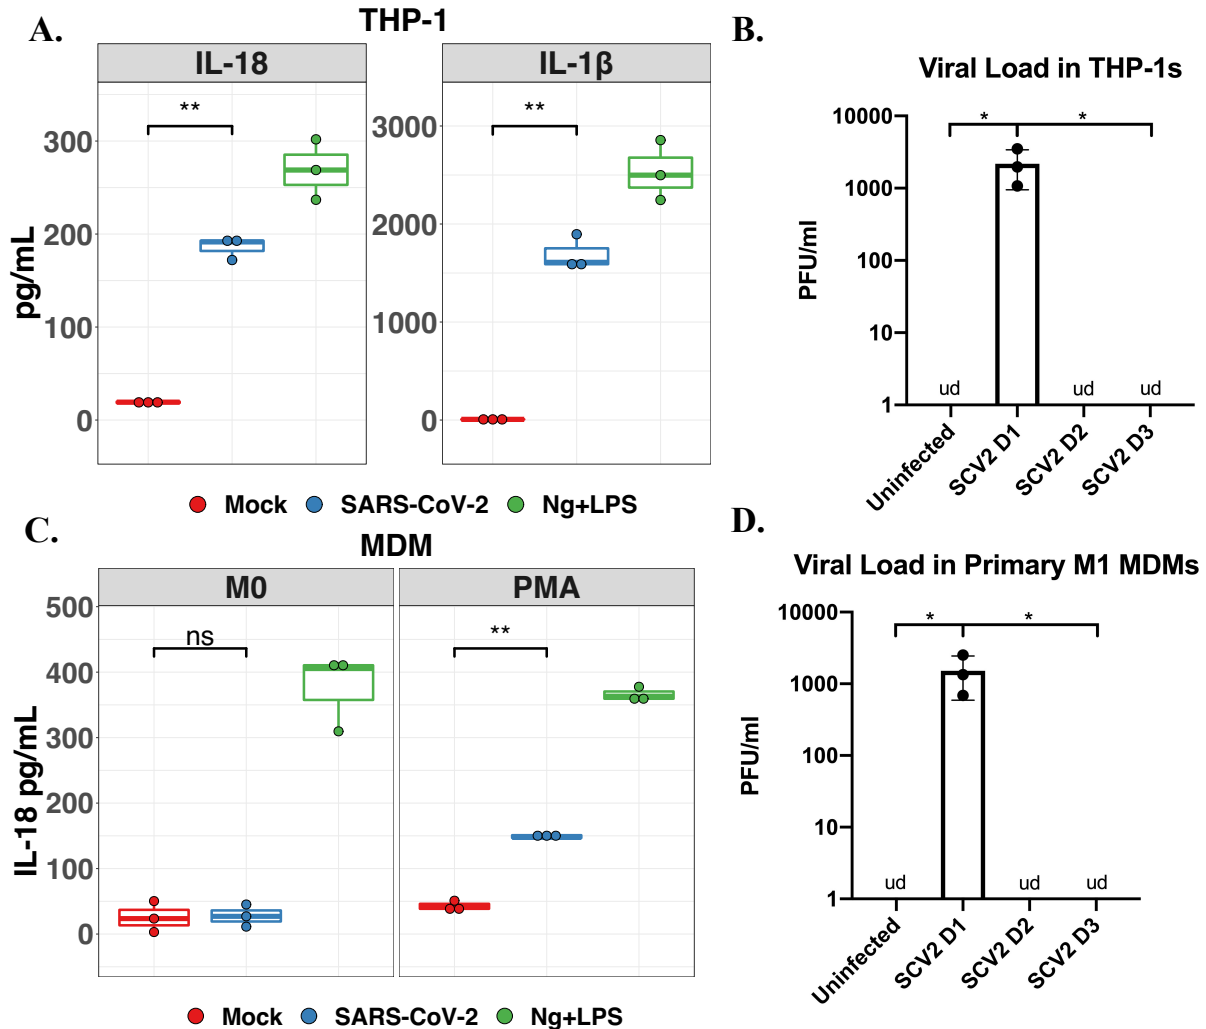 A.
THP-1
IL-18
IL-1β
**
**
pg/mL
300
200
100
0
3000
2000
1000
0
Mock
SARS-CoV-2
Ng+LPS
B.
Viral Load in THP-1s
PFU/ml
10000
1000
100
10
1
*
*
ud
ud
ud
Uninfected
SCV2 D1
SCV2 D2
SCV2 D3
C.
MDM
M0
PMA
ns
**
IL-18 pg/mL
500
400
300
200
100
0
Mock
SARS-CoV-2
Ng+LPS
D.
Viral Load in Primary M1 MDMs
PFU/ml
10000
1000
100
10
1
*
*
ud
ud
ud
Uninfected
SCV2 D1
SCV2 D2
SCV2 D3